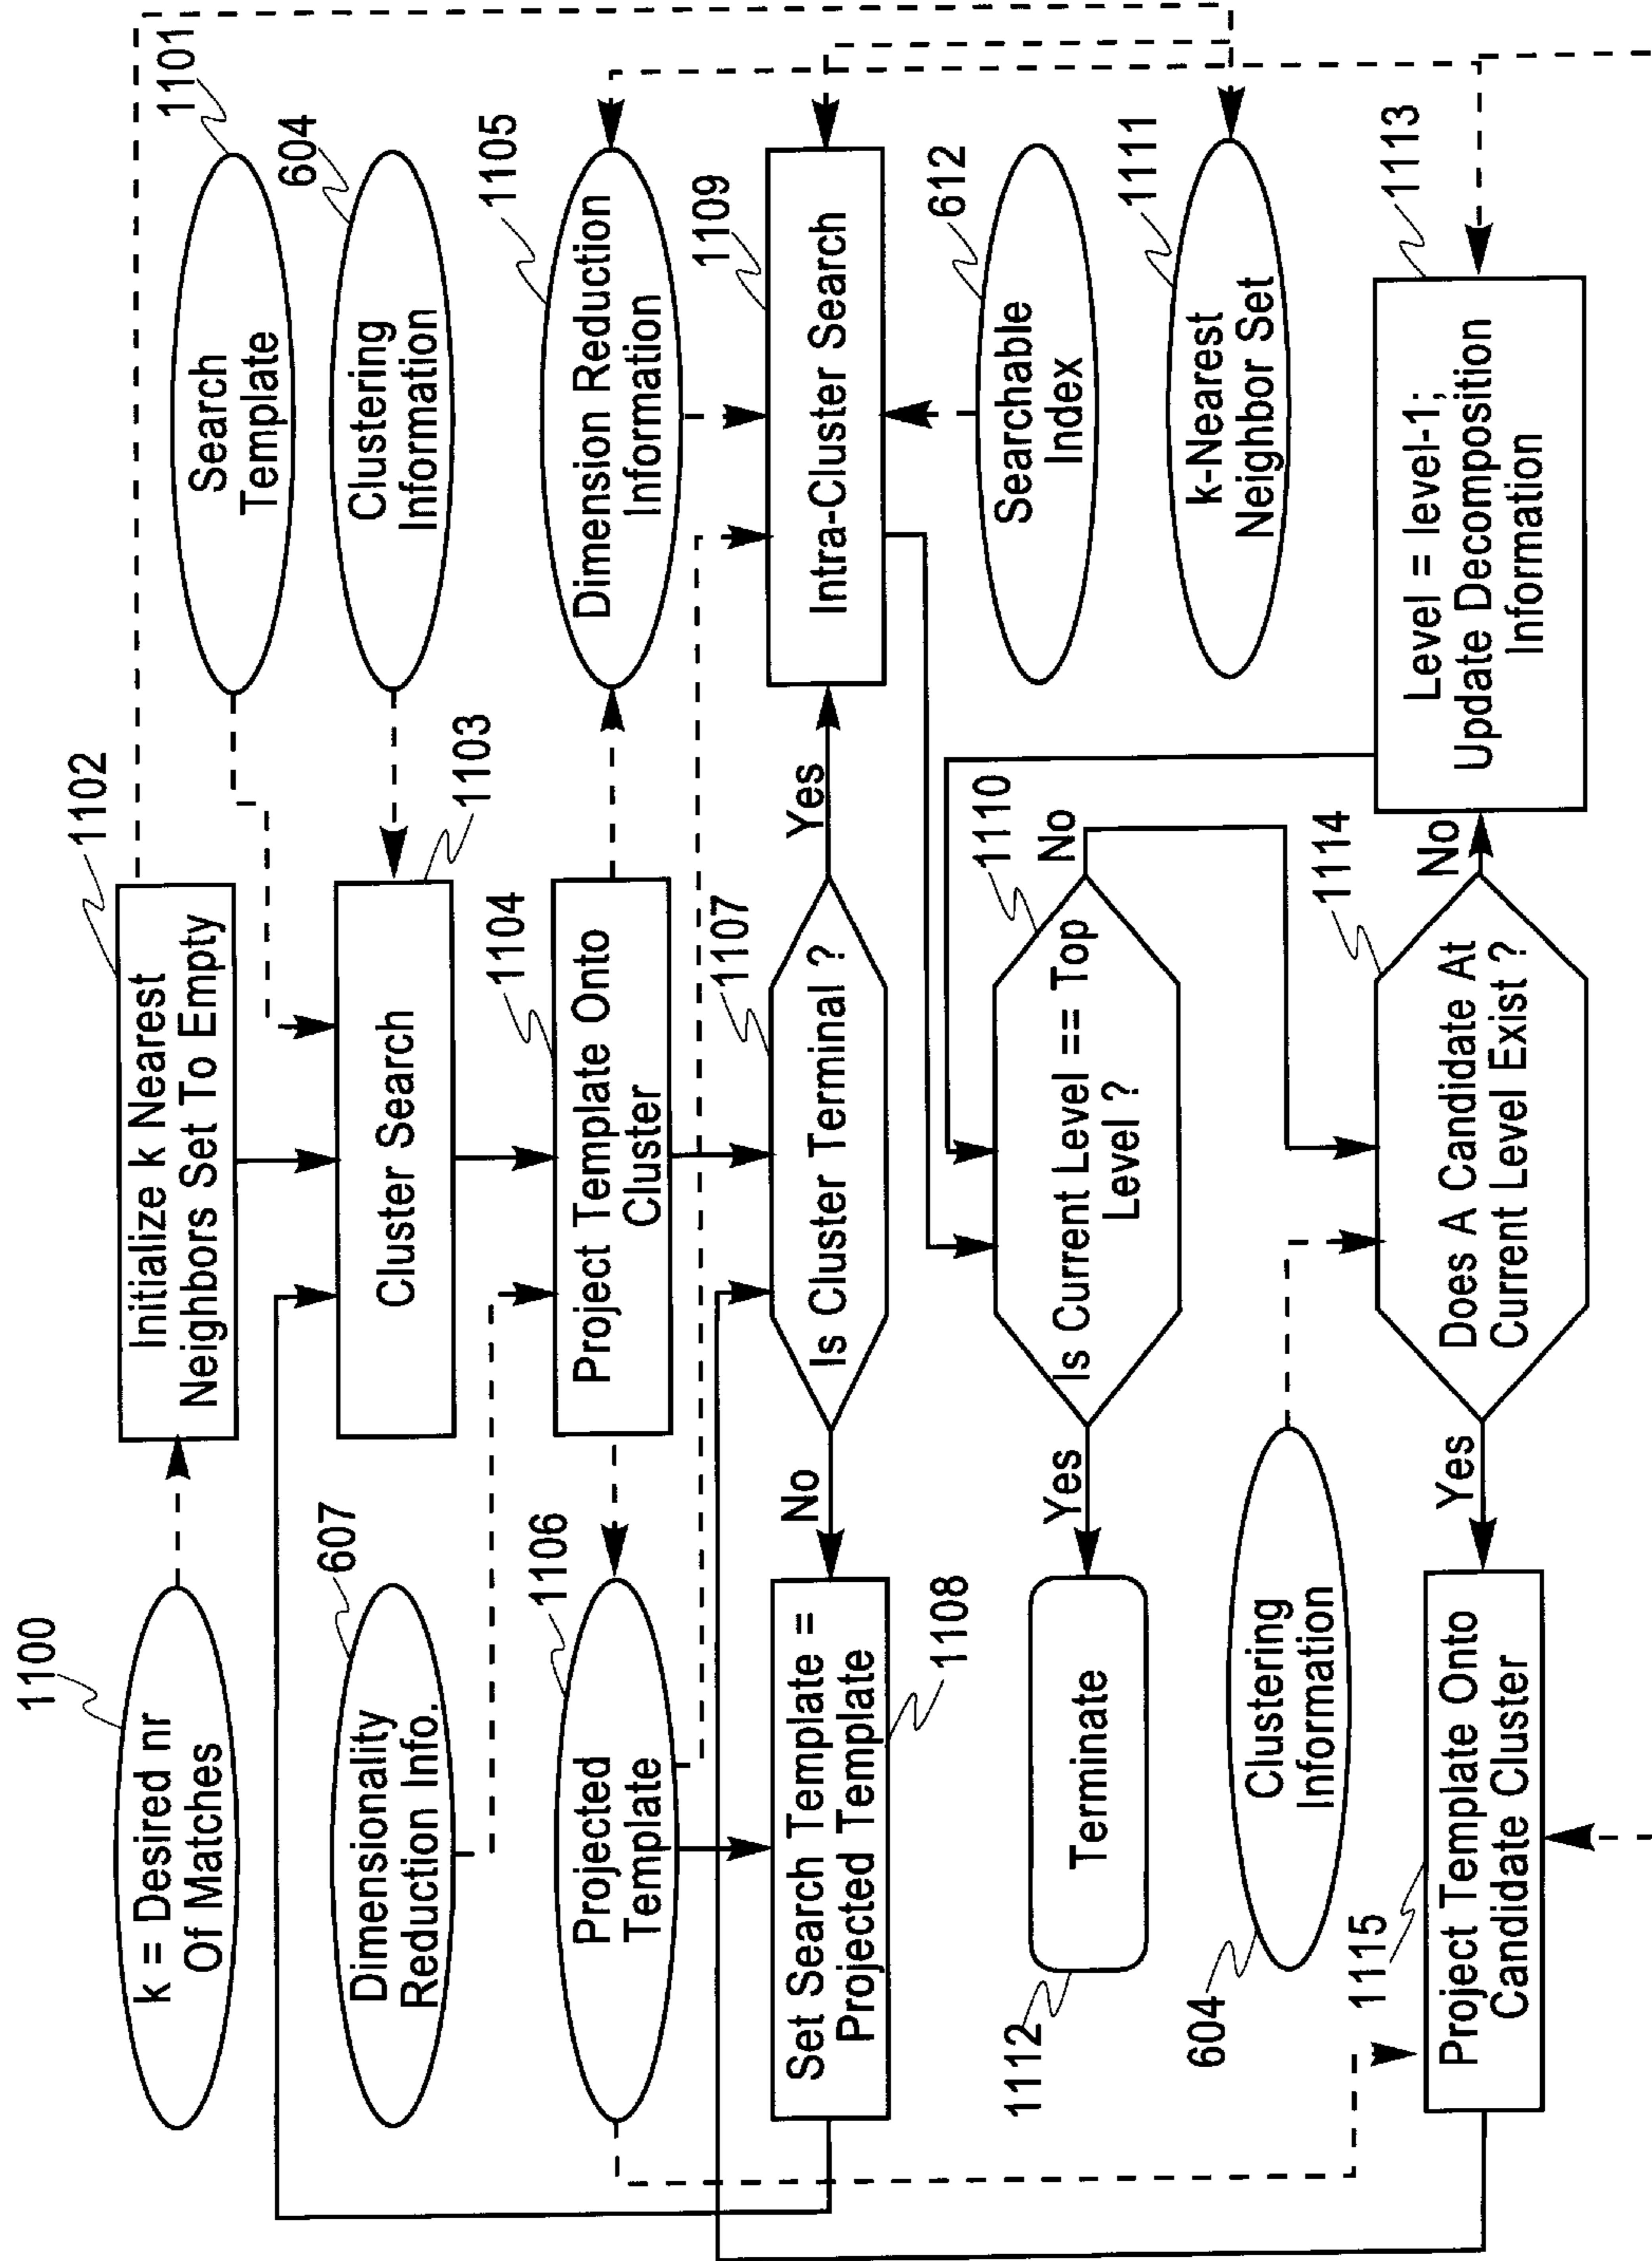 1100
k = Desired nr
Of Matches
1102
Initialize k Nearest
Neighbors Set To Empty
1101
Search
Template
607
Dimensionality
Reduction Info.
Cluster Search
1103
604
Clustering
Information
1106
Projected
Template
1104
Project Template Onto
Cluster
1105
Dimension Reduction
Information
Set Search Template =
Projected Template
1108
No
1107
Is Cluster Terminal ?
Yes
1109
Intra-Cluster Search
1112
Terminate
Yes
Is Current Level == Top
Level ?
1110
No
612
Searchable
Index
604
Clustering
Information
1111
k-Nearest
Neighbor Set
1115
Project Template Onto
Candidate Cluster
Yes
1114
Does A Candidate At
Current Level Exist ?
No
1113
Level = level-1;
Update Decomposition
Information